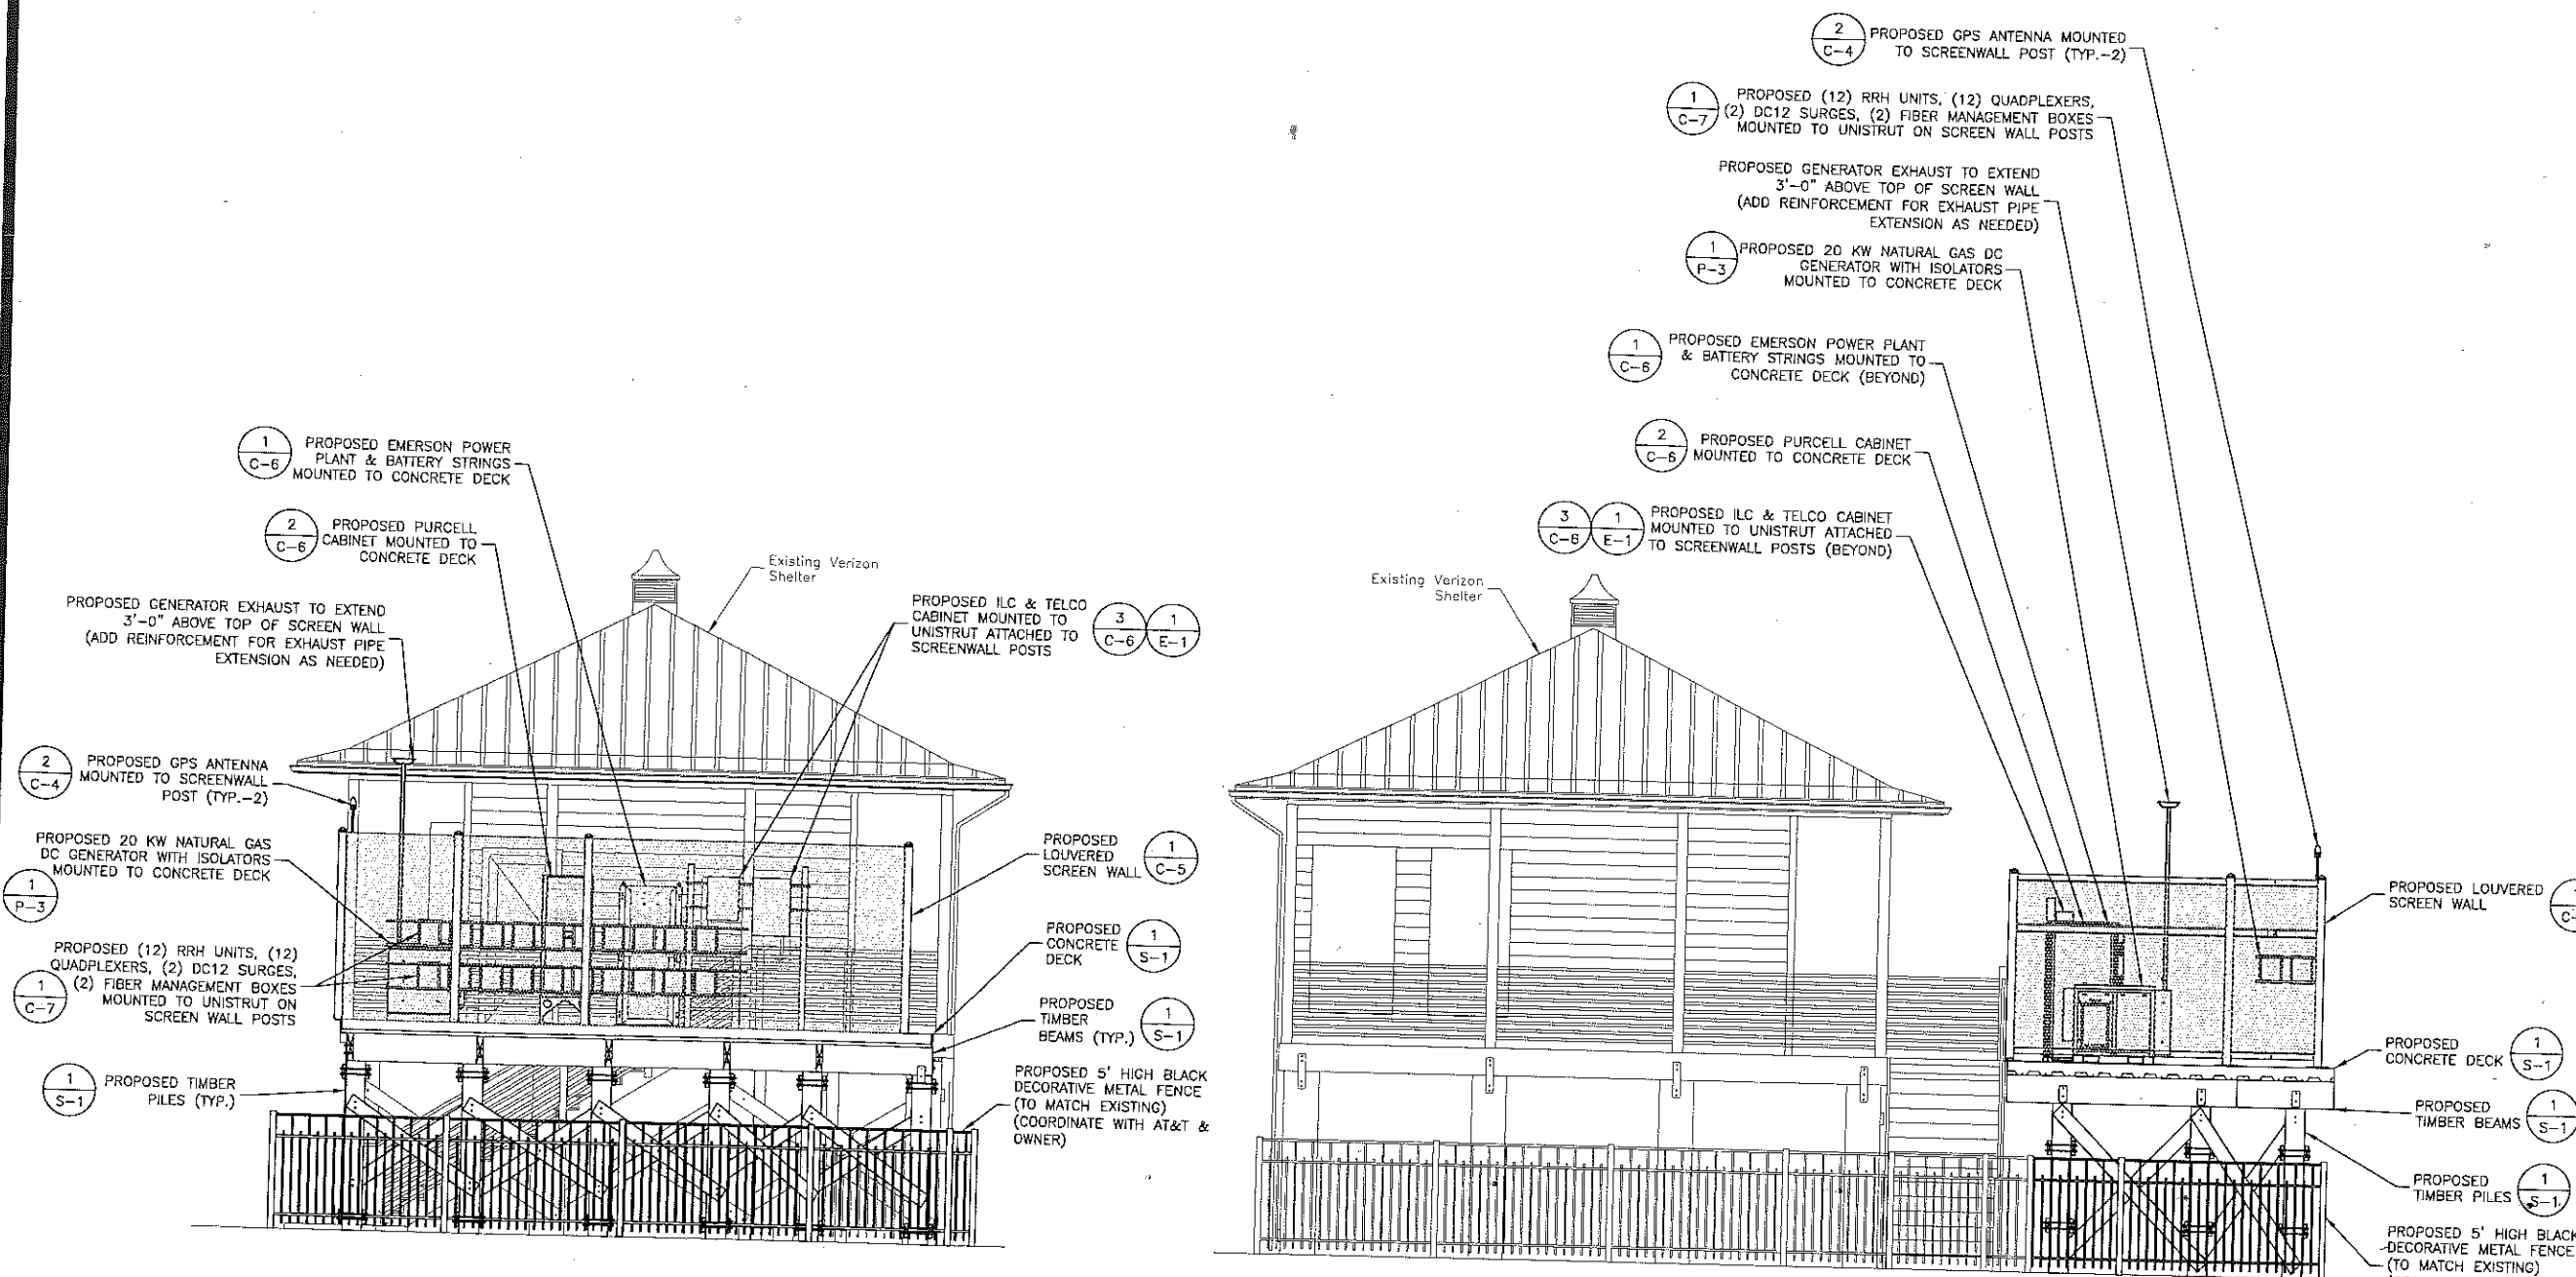 1
C-6
PROPOSED EMERSON POWER
PLANT & BATTERY STRINGS
MOUNTED TO CONCRETE DECK
2
C-6
PROPOSED PURCELL
CABINET MOUNTED TO
CONCRETE DECK
PROPOSED GENERATOR EXHAUST TO EXTEND
3'-0" ABOVE TOP OF SCREEN WALL
(ADD REINFORCEMENT FOR EXHAUST PIPE
EXTENSION AS NEEDED)
2
C-4
PROPOSED GPS ANTENNA
MOUNTED TO SCREENWALL
POST (TYP.-2)
PROPOSED 20 KW NATURAL GAS
DC GENERATOR WITH ISOLATORS
MOUNTED TO CONCRETE DECK
1
P-3
PROPOSED (12) RRH UNITS, (12)
QUADPLEXERS, (2) DC12 SURGES,
(2) FIBER MANAGEMENT BOXES
MOUNTED TO UNISTRUT ON
SCREEN WALL POSTS
1
C-7
1
S-1
PROPOSED TIMBER
PILES (TYP.)
Existing Verizon
Shelter
PROPOSED ILC & TELCO
CABINET MOUNTED TO
UNISTRUT ATTACHED TO
SCREENWALL POSTS
3
C-6
1
E-1
PROPOSED
LOUVERED
SCREEN WALL
1
C-5
PROPOSED
CONCRETE
DECK
1
S-1
PROPOSED
TIMBER
BEAMS (TYP.)
1
S-1
PROPOSED 5' HIGH BLACK
DECORATIVE METAL FENCE
(TO MATCH EXISTING)
(COORDINATE WITH AT&T &
OWNER)
2
C-4
PROPOSED GPS ANTENNA MOUNTED
TO SCREENWALL POST (TYP.-2)
1
C-7
PROPOSED (12) RRH UNITS, (12) QUADPLEXERS,
(2) DC12 SURGES, (2) FIBER MANAGEMENT BOXES
MOUNTED TO UNISTRUT ON SCREEN WALL POSTS
PROPOSED GENERATOR EXHAUST TO EXTEND
3'-0" ABOVE TOP OF SCREEN WALL
(ADD REINFORCEMENT FOR EXHAUST PIPE
EXTENSION AS NEEDED)
1
P-3
PROPOSED 20 KW NATURAL GAS DC
GENERATOR WITH ISOLATORS
MOUNTED TO CONCRETE DECK
1
C-6
PROPOSED EMERSON POWER PLANT
& BATTERY STRINGS MOUNTED TO
CONCRETE DECK (BEYOND)
2
C-6
PROPOSED PURCELL CABINET
MOUNTED TO CONCRETE DECK
3
C-6
1
E-1
PROPOSED ILC & TELCO CABINET
MOUNTED TO UNISTRUT ATTACHED
TO SCREENWALL POSTS (BEYOND)
Existing Verizon
Shelter
PROPOSED LOUVERED
SCREEN WALL
PROPOSED
CONCRETE DECK
1
S-1
PROPOSED
TIMBER BEAMS
1
S-1
PROPOSED
TIMBER PILES
1
S-1
PROPOSED 5' HIGH BLACK
DECORATIVE METAL FENCE
(TO MATCH EXISTING)